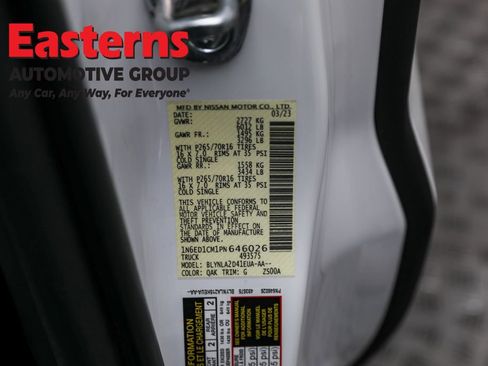 Easterns
AUTOMOTIVE GROUP
Any Car, Any Way, For Everyone
MFD BY NISSAN MOTOR CO., LTD.
DATE: 03/23
GVWR: 2727 KG
6012 LB
GAWR FR.: 1495 KG
3296 LB
WITH P265/70R16 TIRES
16 X 7.0 RIMS AT 35 PSI
COLD SINGLE
GAWR RR.: 1558 KG
3434 LB
WITH P265/70R16 TIRES
16 X 7.0 RIMS AT 35 PSI
COLD SINGLE
THIS VEHICLE CONFORMS TO
ALL APPLICABLE FEDERAL
MOTOR VEHICLE SAFETY AND
THEFT PREVENTION STANDARDS
IN EFFECT ON THE
DATE OF MANUFACTURE
SHOWN ABOVE.
1N6ED1CM1PN646026
TRUCK 493575
MODEL: BLYNLA2D41EUA-AA--
COLOR: QAK TRIM: G ZS00A